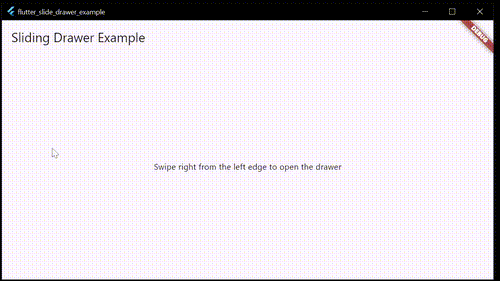 flutter_slide_drawer_example
DEBUG
Sliding Drawer Example
Swipe right from the left edge to open the drawer